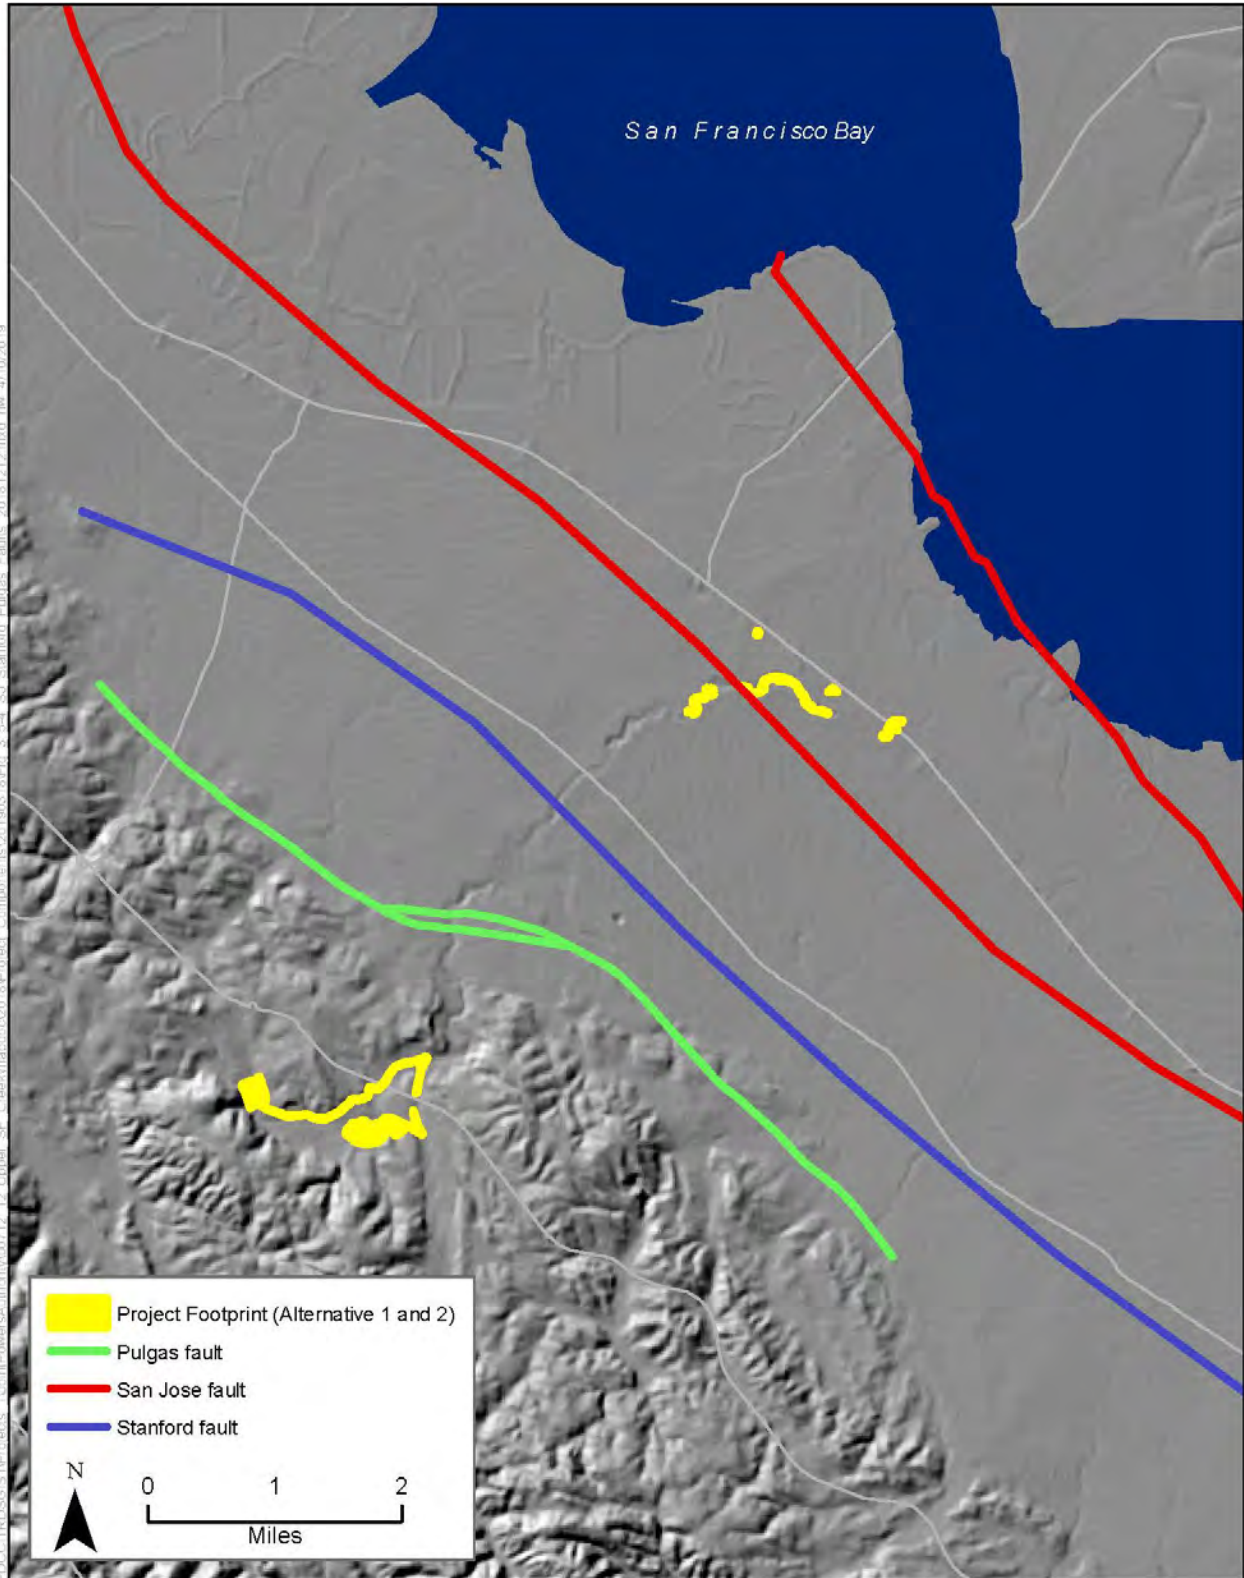 San Francisco Bay
Project Footprint (Alternative 1 and 2)
Pulgas fault
San Jose fault
Stanford fault
N
0 1 2
Miles